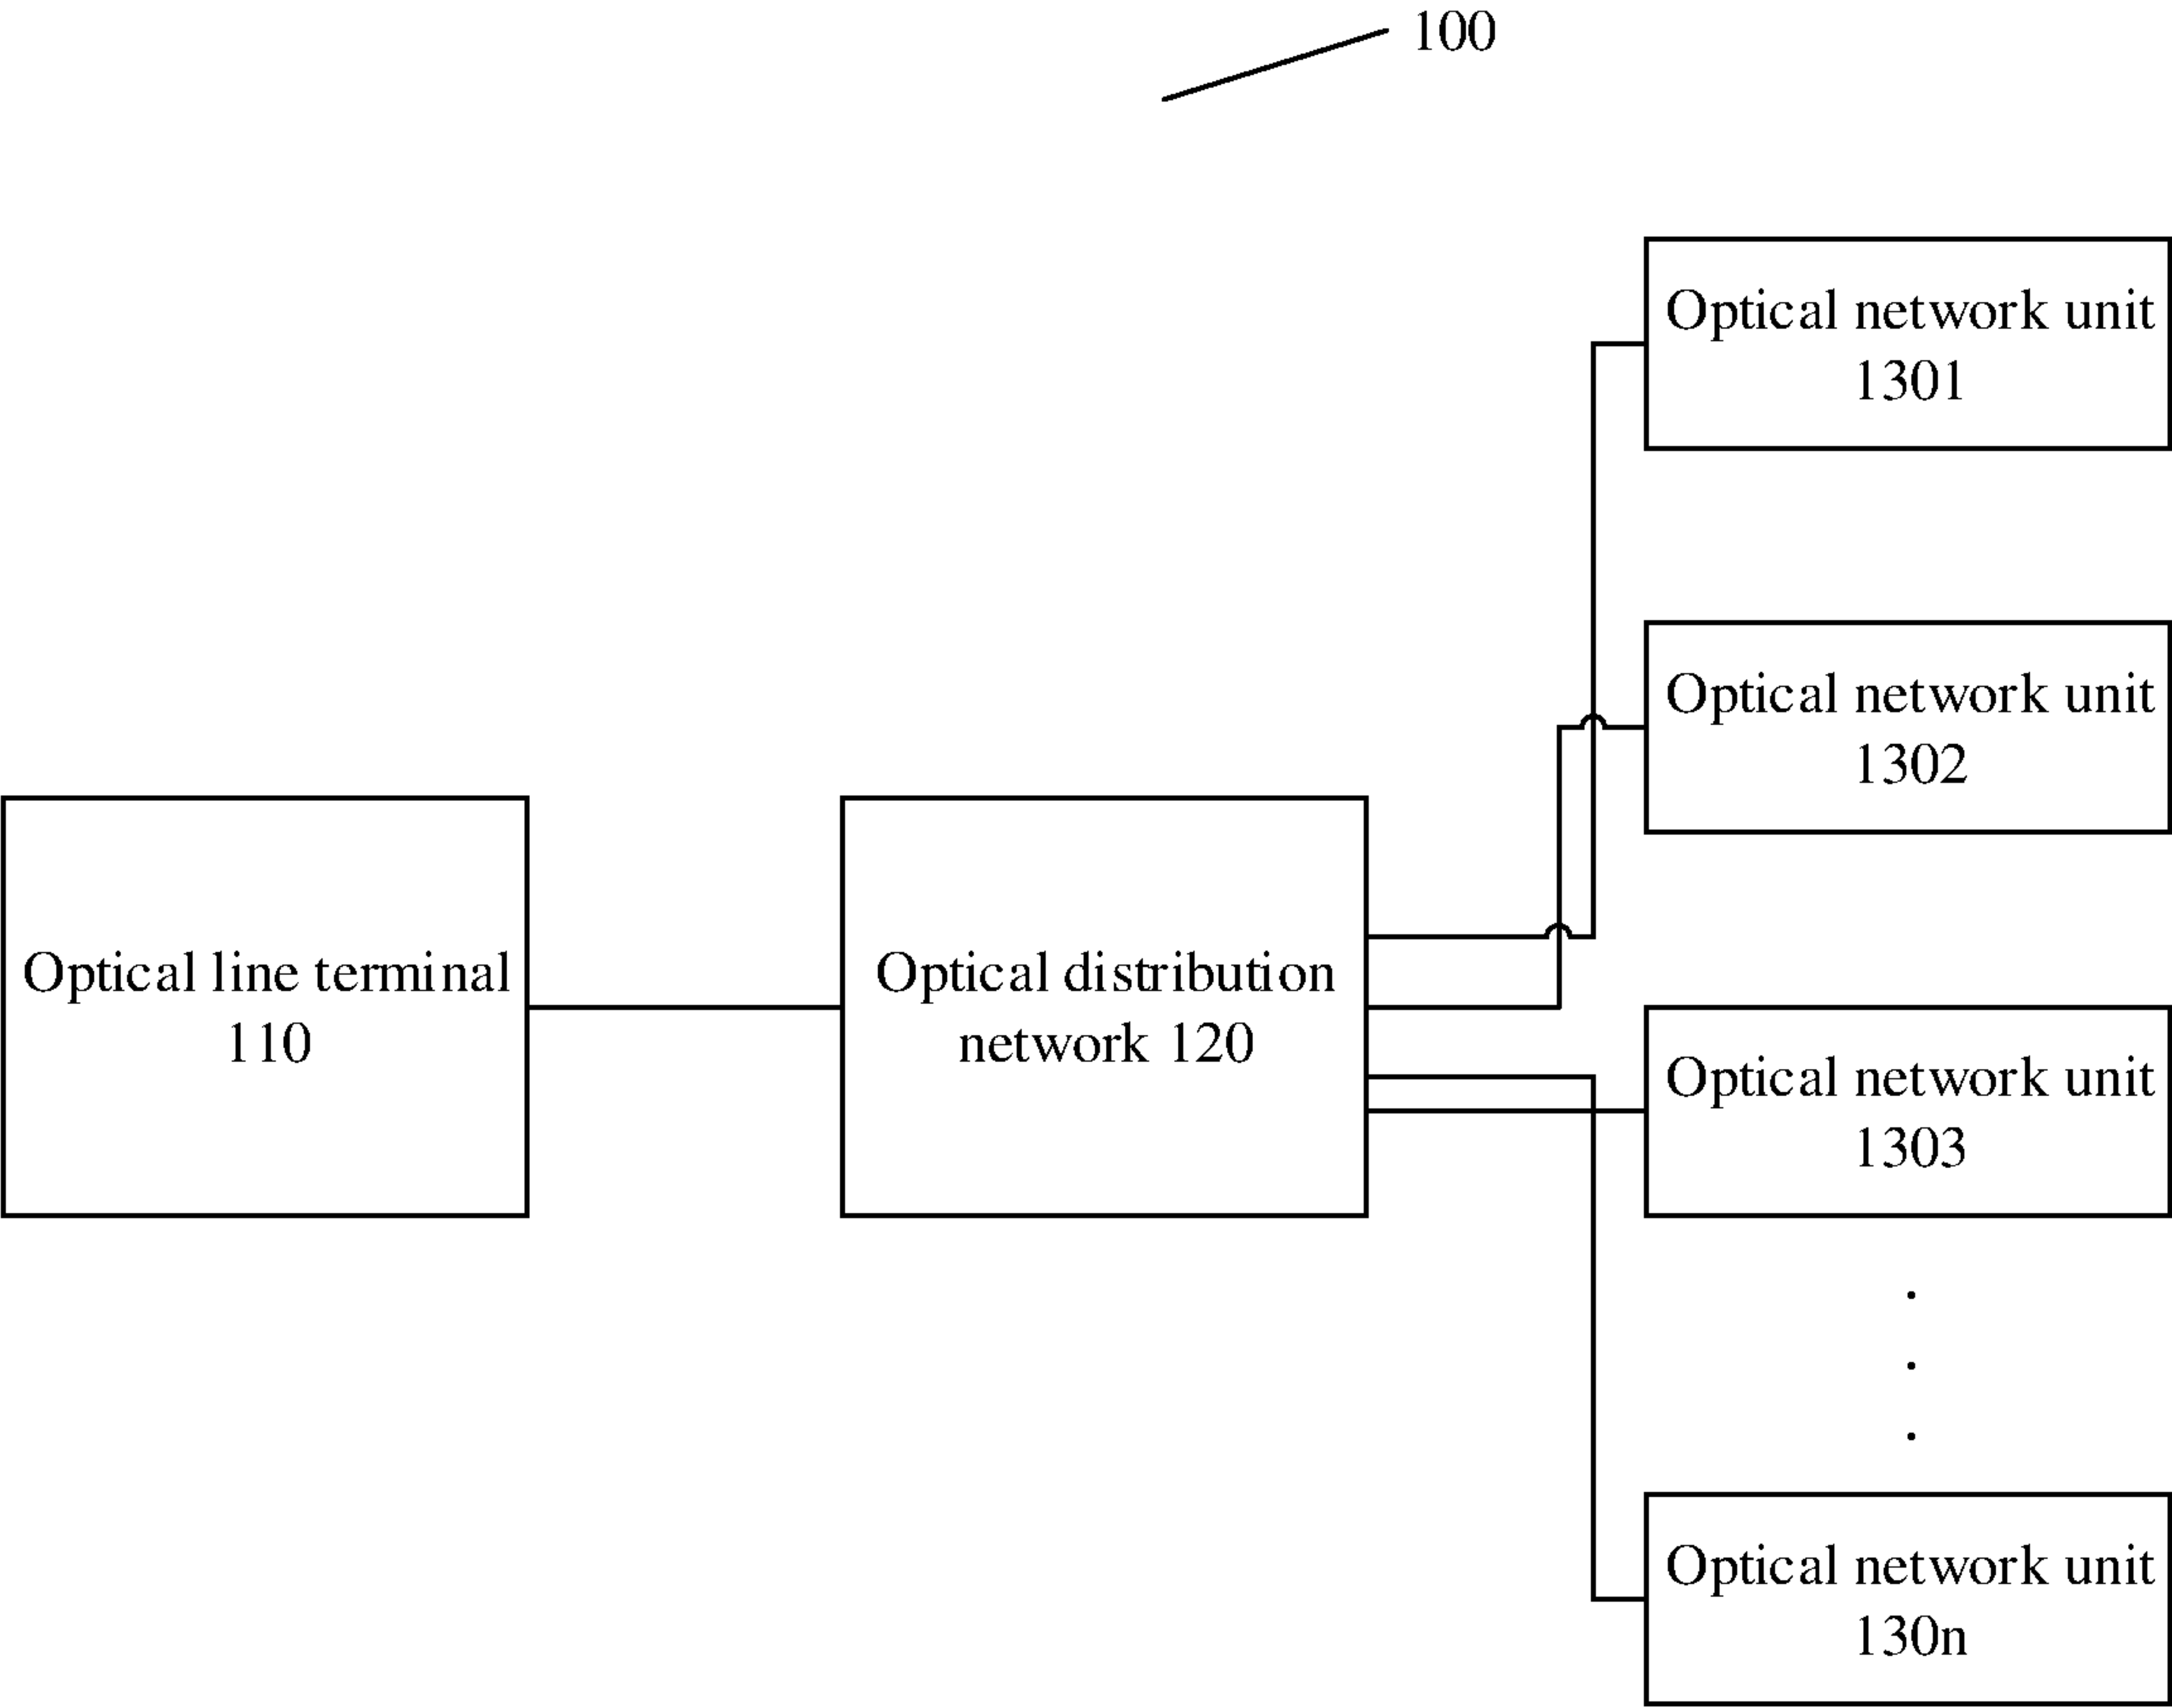 100
Optical network unit
1301
Optical network unit
1302
Optical line terminal
110
Optical distribution
network 120
Optical network unit
1303
.
.
.
Optical network unit
130n